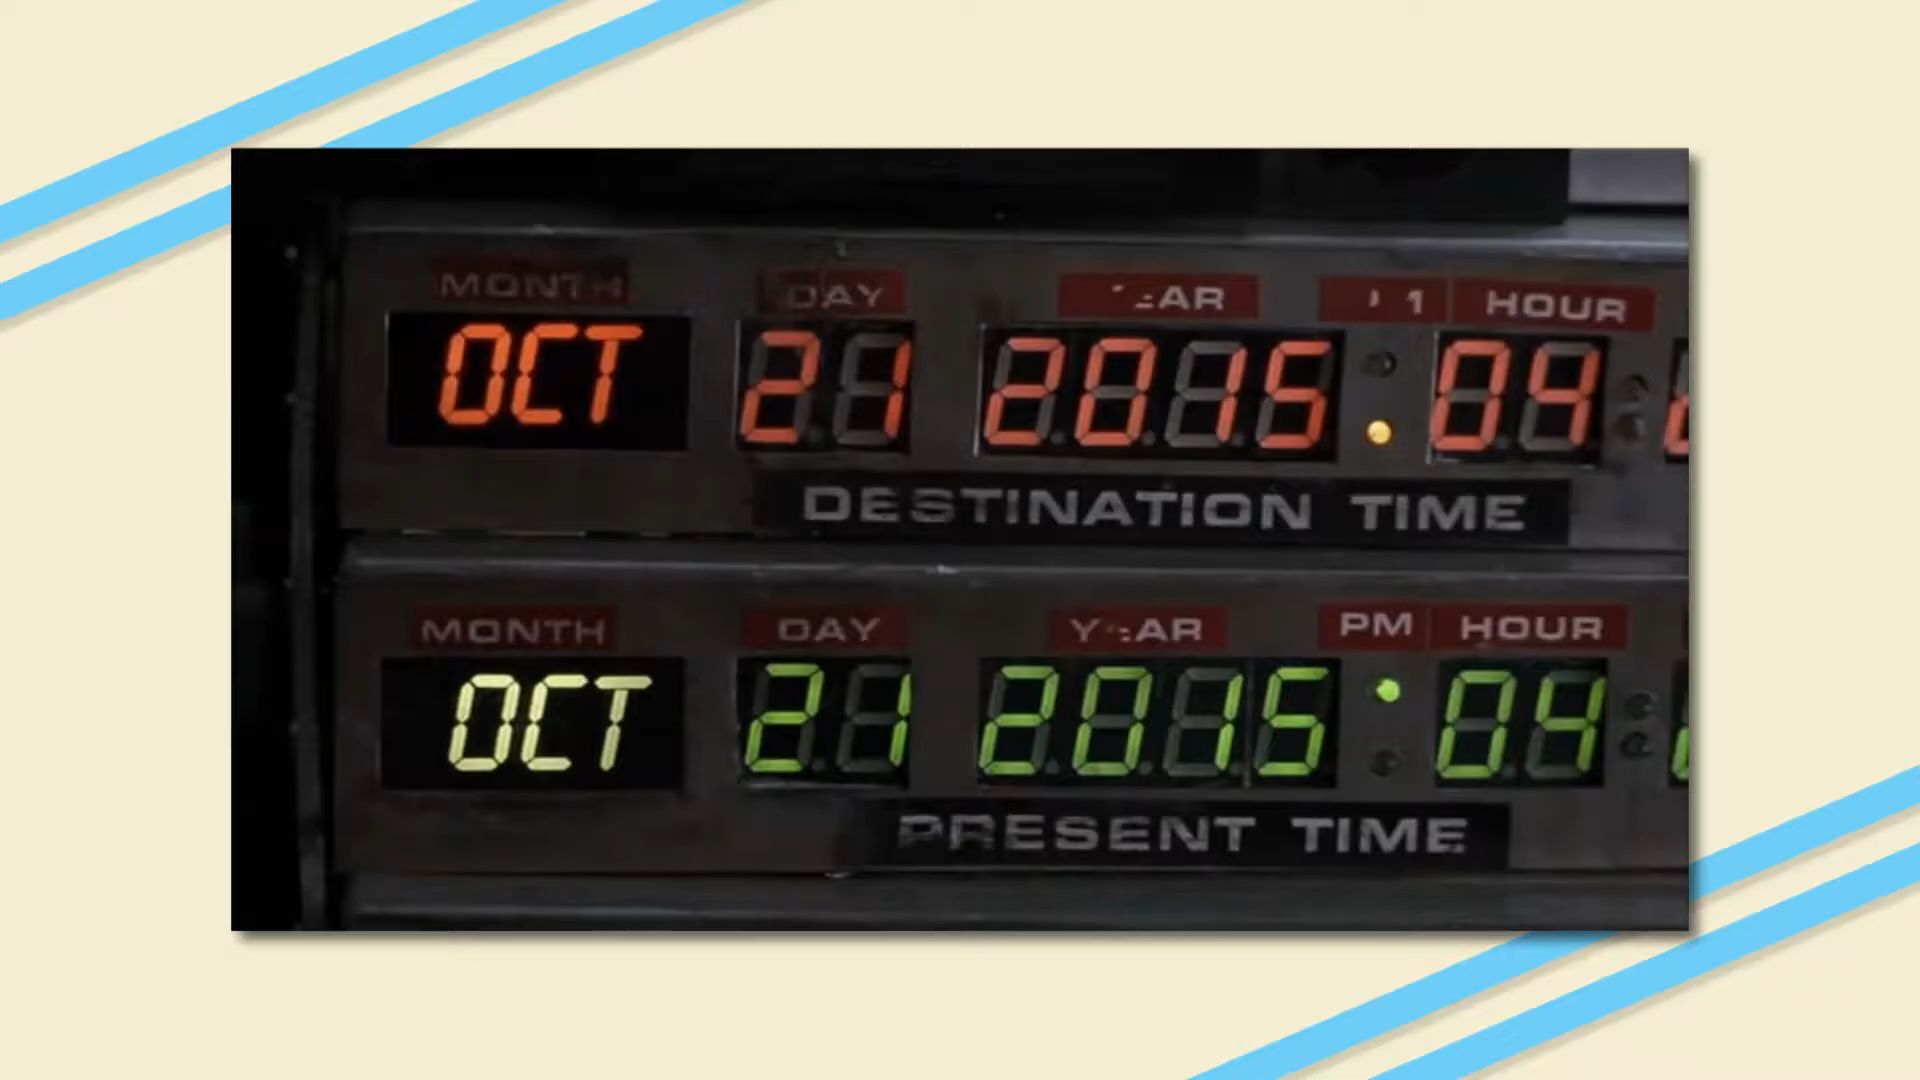 MONTH DAY HOUR
OCT 21 2015 04
DESTINATION TIME
MONTH DAY YEAR PM HOUR
OCT 21 2015 04
PRESENT TIME